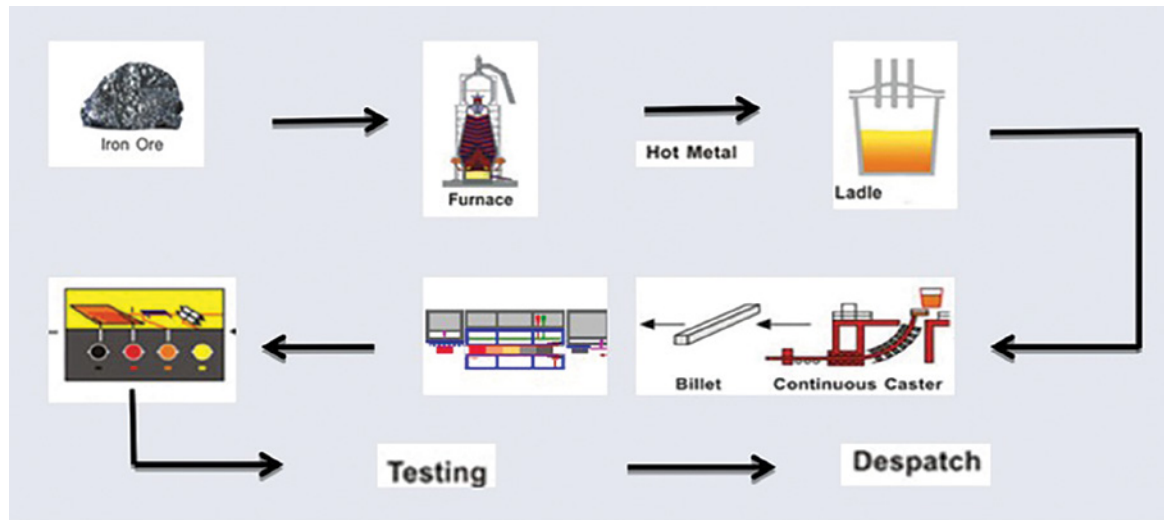 Iron Ore
Furnace
Hot Metal
Ladle
Billet
Continuous Caster
Testing
Despatch